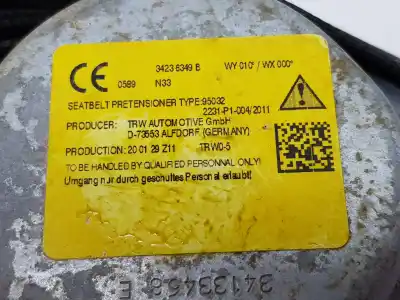 3423 6349 B WY 010° / WX 000°
CE 0589 N33
SEATBELT PRETENSIONER TYPE: 95032
2231-P1-004/2011
PRODUCER: TRW AUTOMOTIVE GmbH
D-73553 ALFDORF (GERMANY)
PRODUCTION: 20 01 29 Z11 TRW0-5
TO BE HANDLED BY QUALIFIED PERSONNAL ONLY!
Umgang nur durch geschultes Personal erlaubt!
34133458 E